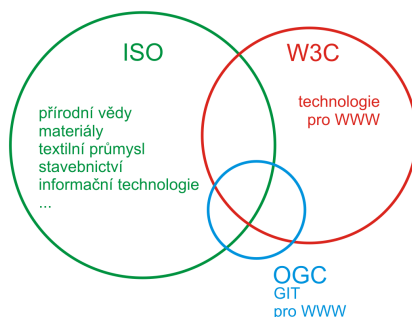 ISO
přírodní vědy
materiály
textilní průmysl
stavebnictví
informační technologie
...
W3C
technologie
pro WWW
OGC
GIT
pro WWW